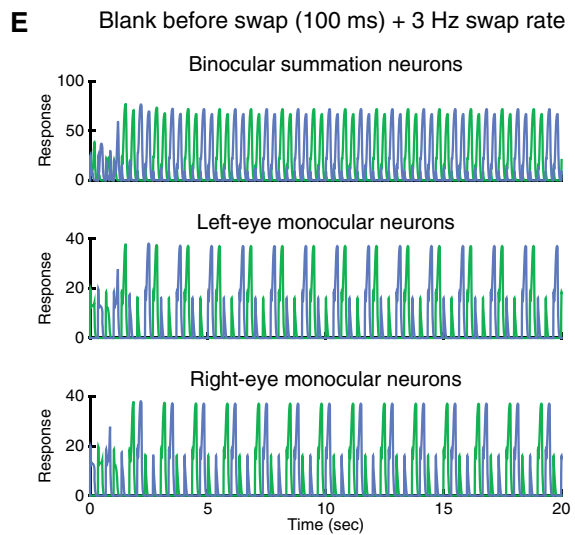 E Blank before swap (100 ms) + 3 Hz swap rate
Binocular summation neurons
100
50
0
Response
Left-eye monocular neurons
40
20
0
Response
Right-eye monocular neurons
40
20
0
Response
0 5 10 15 20
Time (sec)